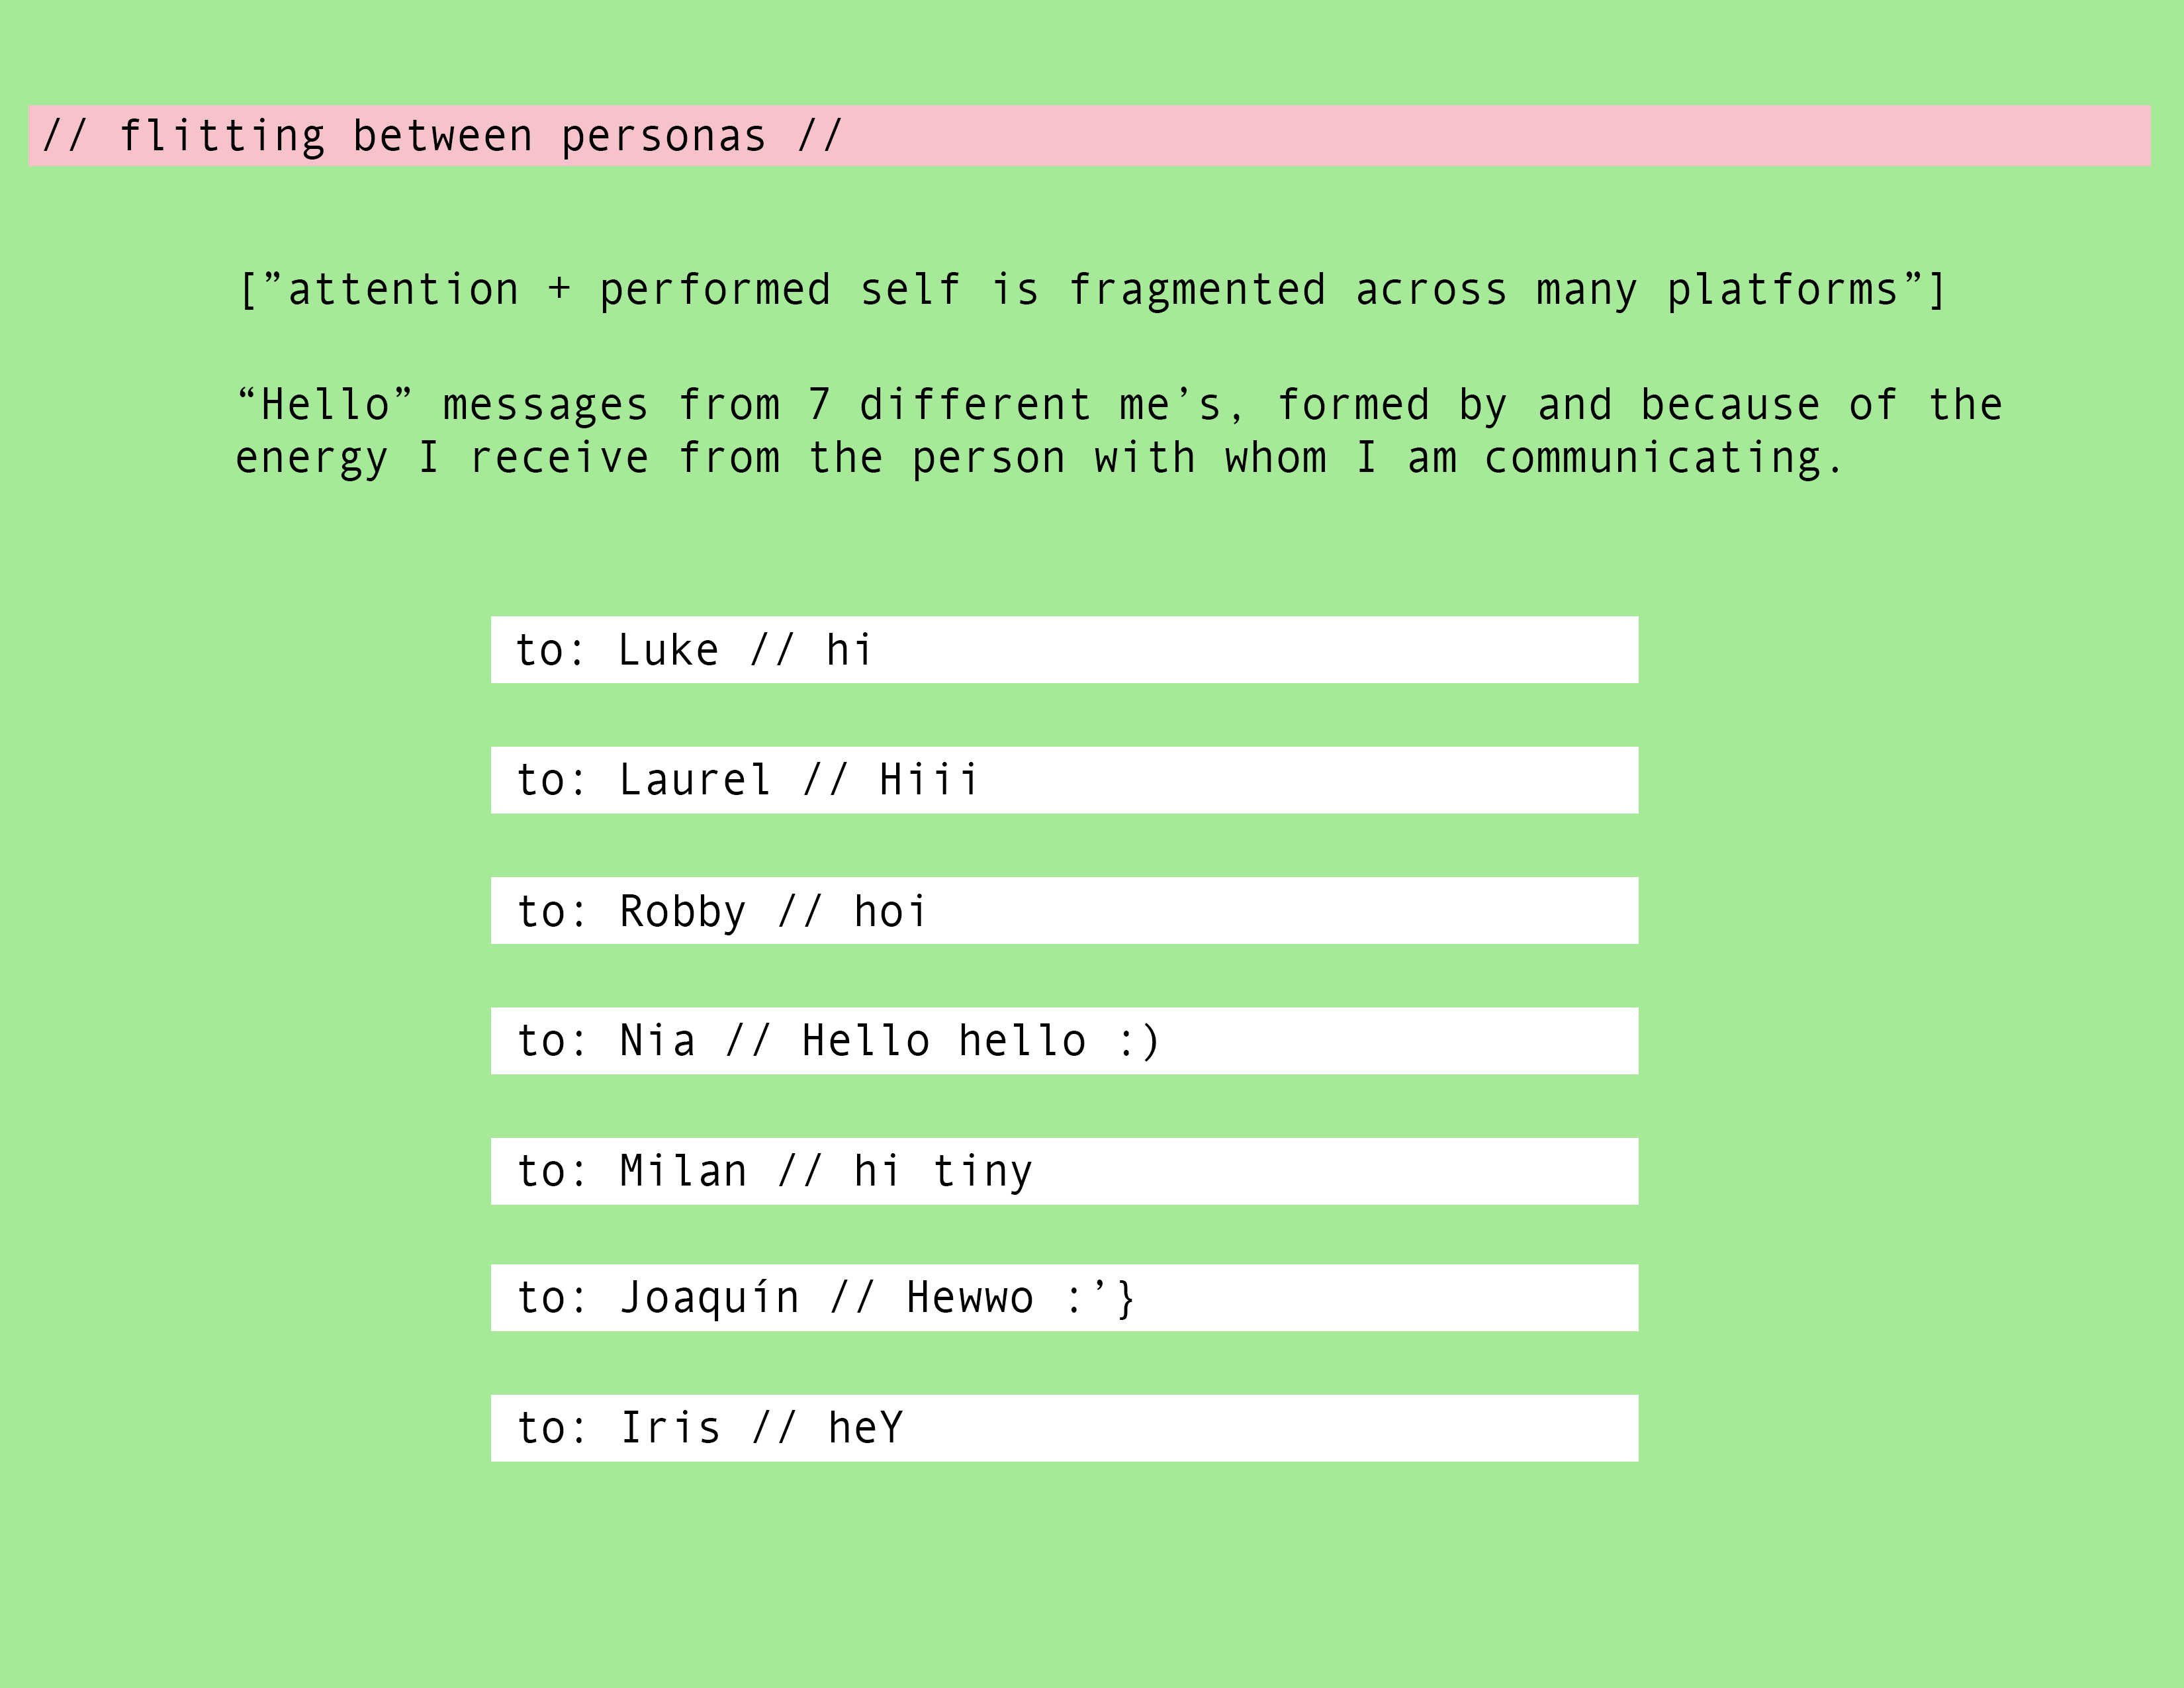 // flitting between personas //
[”attention + performed self is fragmented across many platforms”]
“Hello” messages from 7 different me’s, formed by and because of the
energy I receive from the person with whom I am communicating.
to: Luke // hi
to: Laurel // Hiii
to: Robby // hoi
to: Nia // Hello hello :)
to: Milan // hi tiny
to: Joaquín // Hewwo :’}
to: Iris // heY